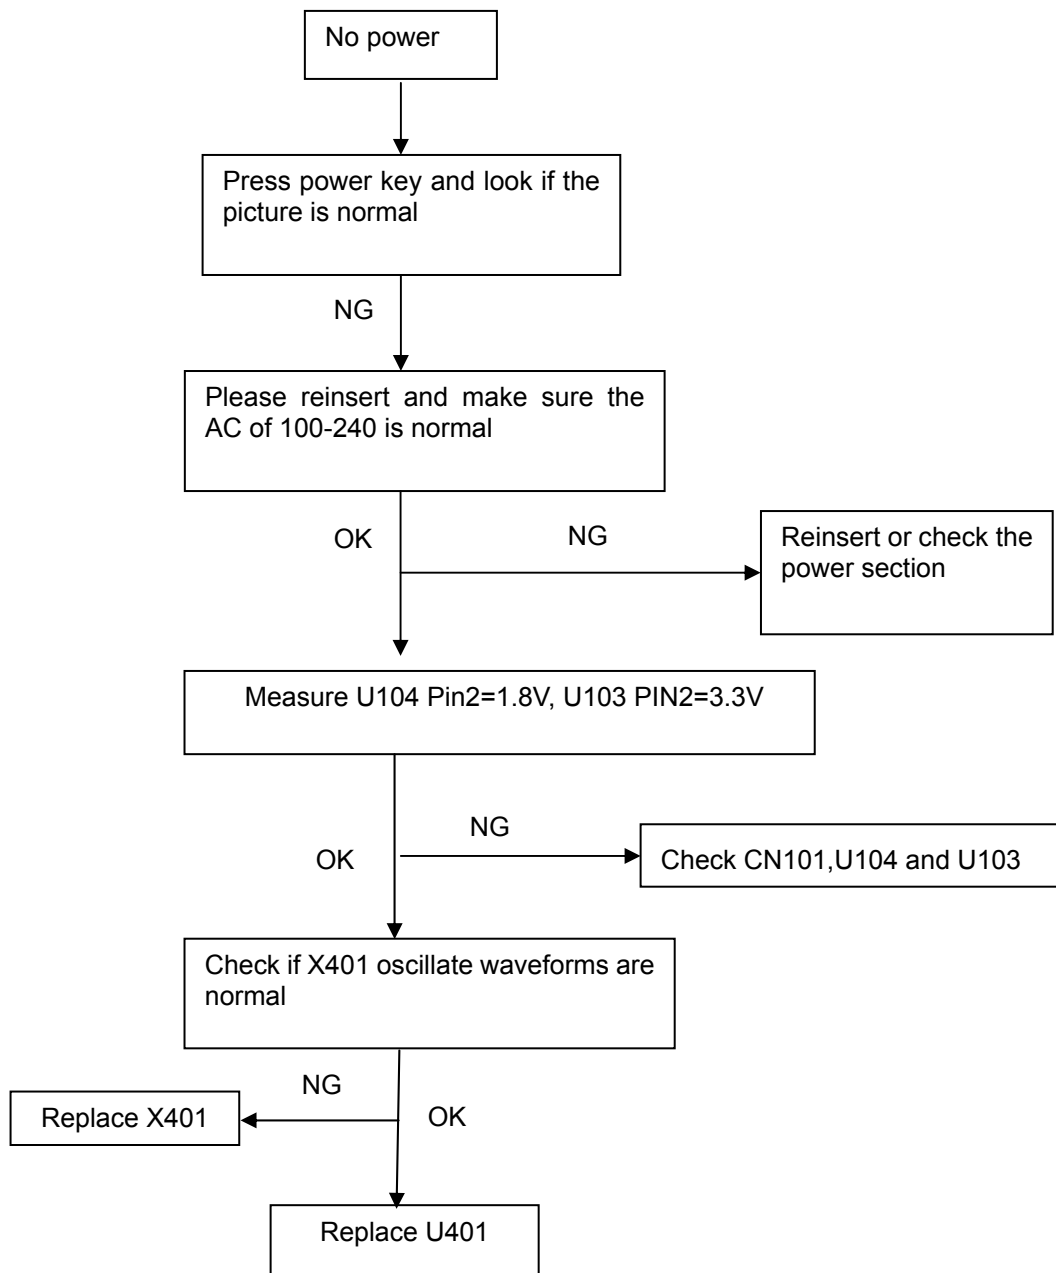 No power
Press power key and look if the
picture is normal
NG
Please reinsert and make sure the
AC of 100-240 is normal
OK
NG
Reinsert or check the
power section
Measure U104 Pin2=1.8V, U103 PIN2=3.3V
NG
OK
Check CN101,U104 and U103
Check if X401 oscillate waveforms are
normal
NG
Replace X401
OK
Replace U401